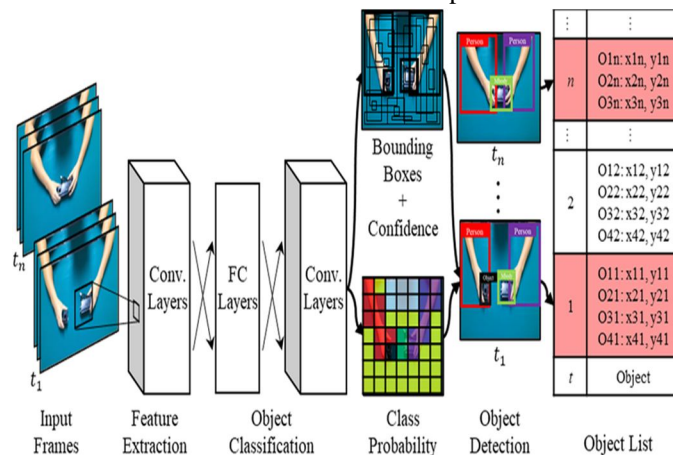 t_n
t_1
Input
Frames
Conv.
Layers
Feature
Extraction
FC
Layers
Object
Classification
Conv.
Layers
Bounding
Boxes
+
Confidence
Class
Probability
Person
Person
t_n
Person
Person
Object
t_1
Object
Detection
⋮ ⋮
n
O1n: x1n, y1n
O2n: x2n, y2n
O3n: x3n, y3n
⋮ ⋮
2
O12: x12, y12
O22: x22, y22
O32: x32, y32
O42: x42, y42
1
O11: x11, y11
O21: x21, y21
O31: x31, y31
O41: x41, y41
t Object
Object List